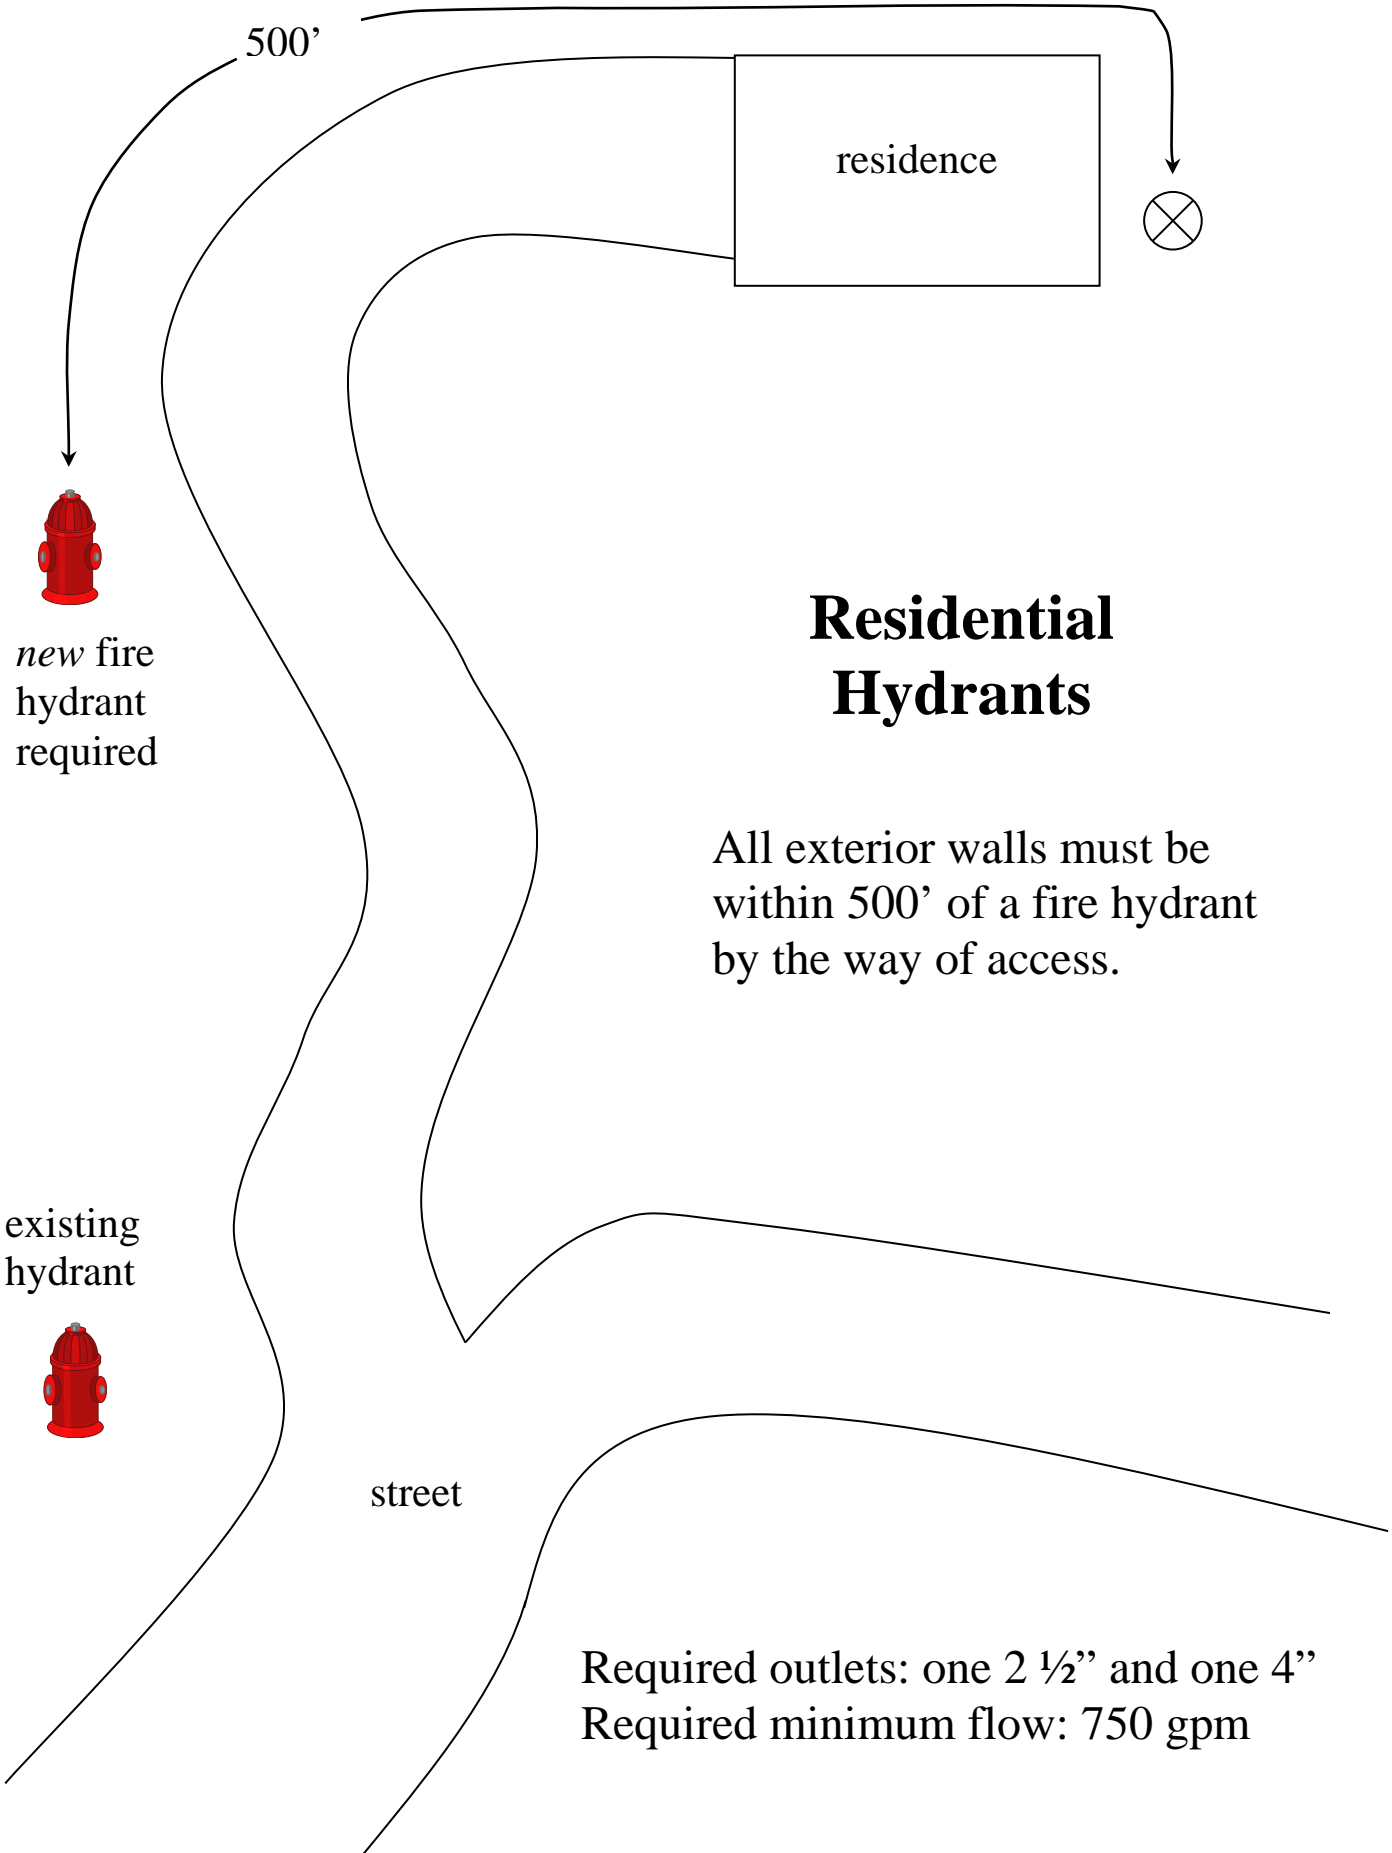 500’
residence
new fire
hydrant
required
Residential
Hydrants
All exterior walls must be
within 500’ of a fire hydrant
by the way of access.
existing
hydrant
street
Required outlets: one 2 ½” and one 4”
Required minimum flow: 750 gpm